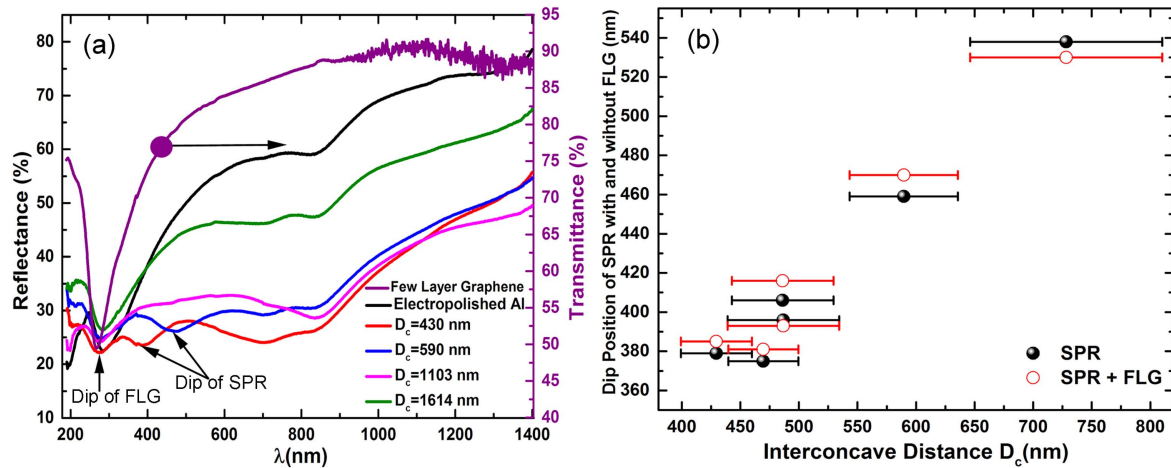 (a)
80
70
60
50
40
30
20
10
Reflectance (%)
95
90
85
80
75
70
65
60
55
50
45
40
Transmittance (%)
Few Layer Graphene
Electropolished Al
Dc=430 nm
Dc=590 nm
Dc=1103 nm
Dc=1614 nm
Dip of SPR
Dip of FLG
200 400 600 800 1000 1200 1400
λ(nm)
(b)
540
520
500
480
460
440
420
400
380
360
Dip Position of SPR with and wihtout FLG (nm)
SPR
SPR + FLG
400 450 500 550 600 650 700 750 800
Interconcave Distance Dc(nm)